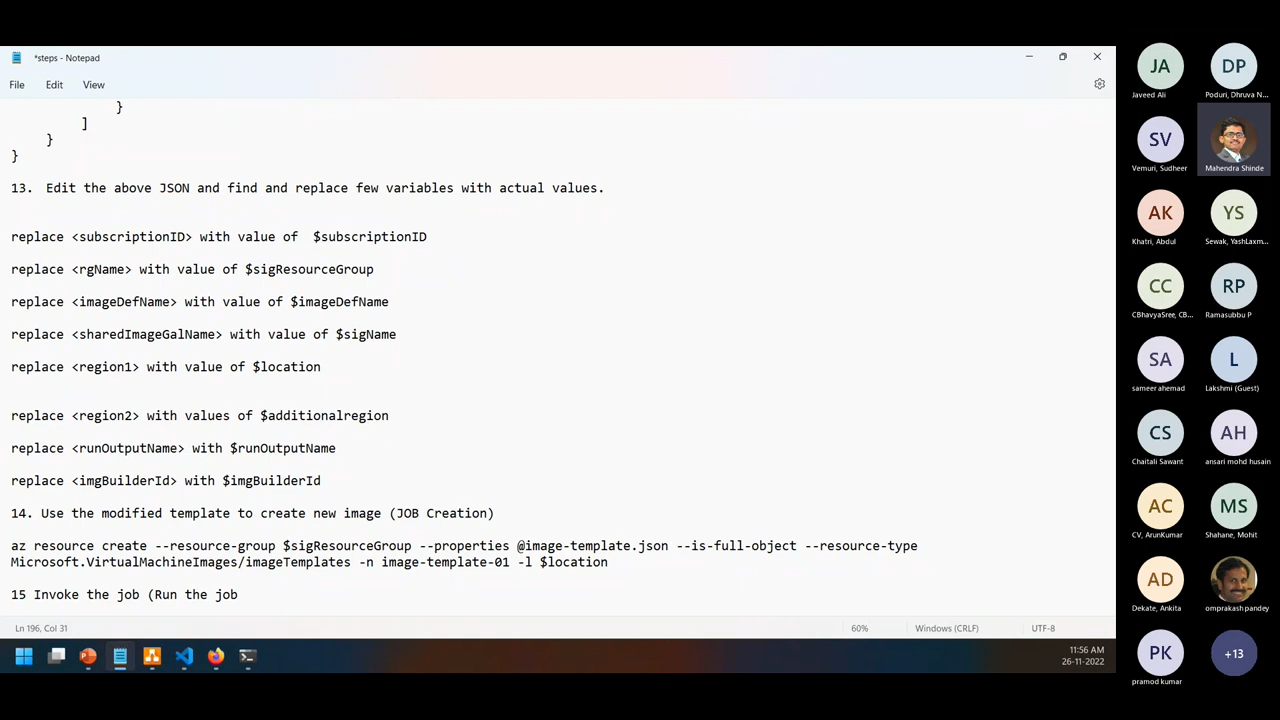 *steps - Notepad
File Edit View
}
]
}
}
13. Edit the above JSON and find and replace few variables with actual values.
replace <subscriptionID> with value of  $subscriptionID
replace <rgName> with value of $sigResourceGroup
replace <imageDefName> with value of $imageDefName
replace <sharedImageGalName> with value of $sigName
replace <region1> with value of $location
replace <region2> with values of $additionalregion
replace <runOutputName> with $runOutputName
replace <imgBuilderId> with $imgBuilderId
14. Use the modified template to create new image (JOB Creation)
az resource create --resource-group $sigResourceGroup --properties @image-template.json --is-full-object --resource-type
Microsoft.VirtualMachineImages/imageTemplates -n image-template-01 -l $location
15 Invoke the job (Run the job
Ln 196, Col 31 60% Windows (CRLF) UTF-8
11:56 AM
26-11-2022
JA DP
Javeed Ali Poduri, Dhruva N...
SV
Vemuri, Sudheer Mahendra Shinde
AK YS
Khatri, Abdul Sewak, YashLaxm...
CC RP
CBhavyaSree, CB... Ramasubbu P
SA L
sameer ahemad Lakshmi (Guest)
CS AH
Chaitali Sawant ansari mohd husain
AC MS
CV, ArunKumar Shahane, Mohit
AD
Dekate, Ankita omprakash pandey
PK +13
pramod kumar